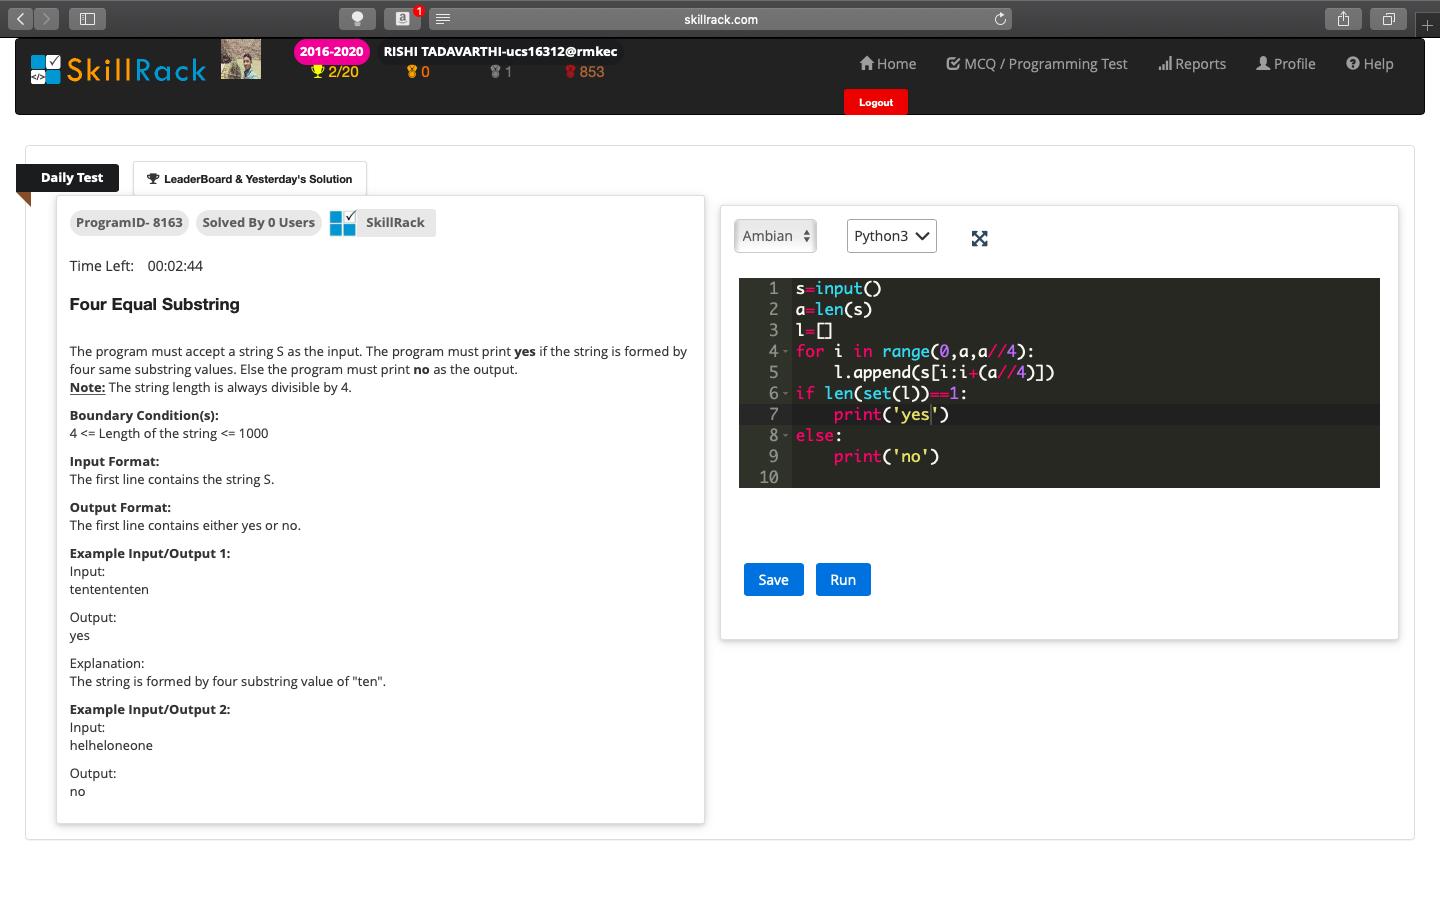 skillrack.com
a 1
SkillRack
2016-2020 RISHI TADAVARTHI-ucs16312@rmkec
2/20 0 1 853
Home MCQ / Programming Test Reports Profile Help
Logout
Daily Test
LeaderBoard & Yesterday's Solution
ProgramID- 8163 Solved By 0 Users SkillRack
Time Left: 00:02:44
Four Equal Substring
The program must accept a string S as the input. The program must print yes if the string is formed by
four same substring values. Else the program must print no as the output.
Note: The string length is always divisible by 4.
Boundary Condition(s):
4 <= Length of the string <= 1000
Input Format:
The first line contains the string S.
Output Format:
The first line contains either yes or no.
Example Input/Output 1:
Input:
tentententen
Output:
yes
Explanation:
The string is formed by four substring value of "ten".
Example Input/Output 2:
Input:
helheloneone
Output:
no
Ambian Python3
1 s=input()
2 a=len(s)
3 l=[]
4 for i in range(0,a,a//4):
5     l.append(s[i:i+(a//4)])
6 if len(set(l))==1:
7     print('yes')
8 else:
9     print('no')
10
Save Run